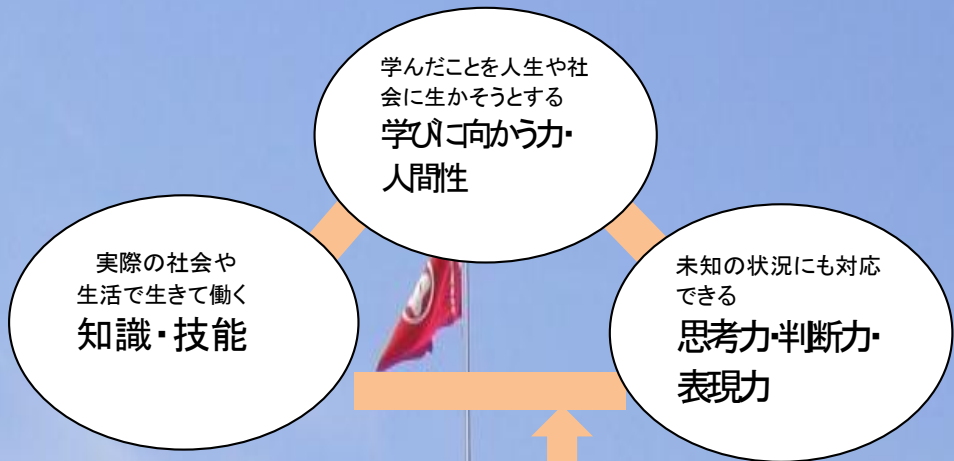 学んだことを人生や社
会に生かそうとする
学びに向かう力・
人間性
実際の社会や
生活で生きて働く
知識・技能
未知の状況にも対応
できる
思考力・判断力・
表現力